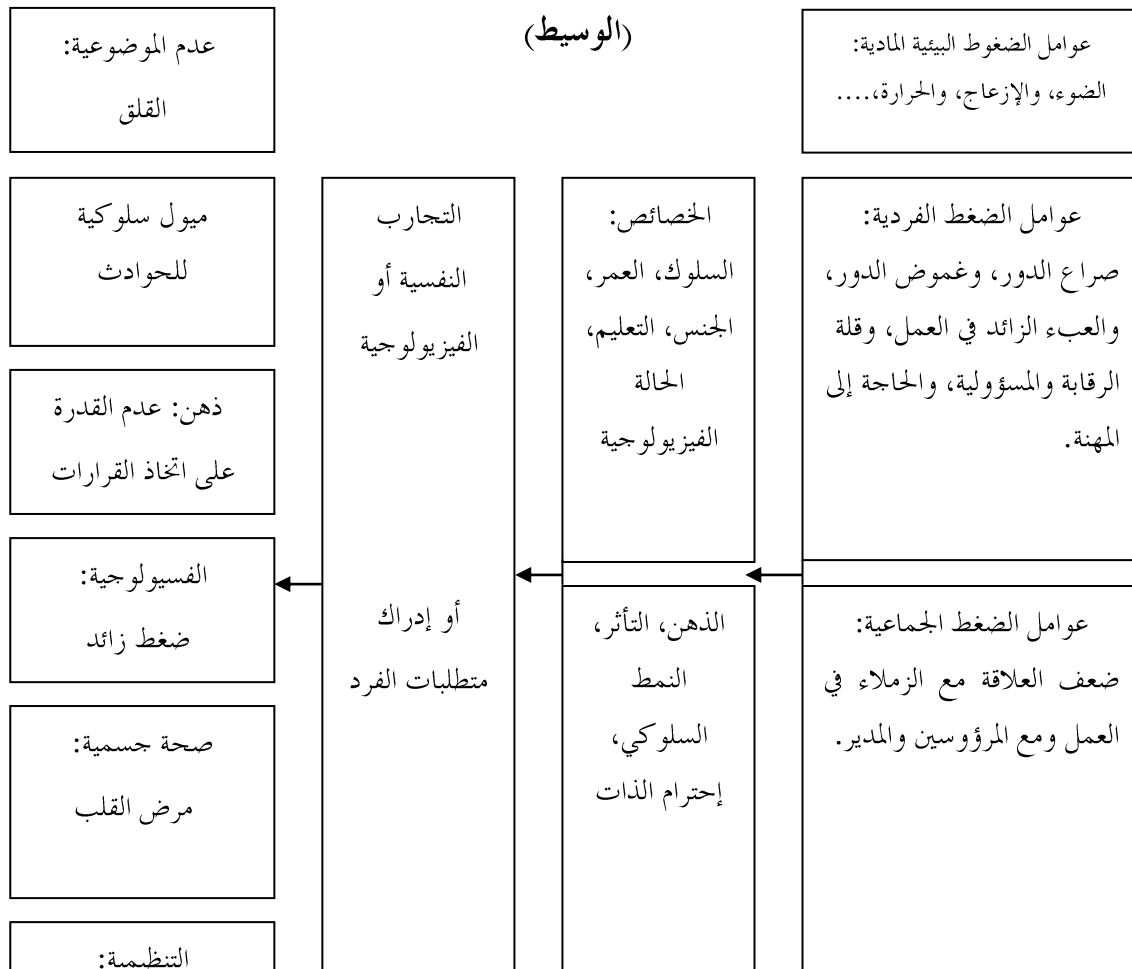 (الوسيط)
عوامل الضغوط البيئية المادية:
الضوء، والإزعاج، والحرارة،....
عوامل الضغط الفردية:
صراع الدور، وغموض الدور،
والعبء الزائد في العمل، وقلة
الرقابة والمسؤولية، والحاجة إلى
المهنة.
عوامل الضغط الجماعية:
ضعف العلاقة مع الزملاء في
العمل ومع المرؤوسين والمدير.
الخصائص:
السلوك، العمر،
الجنس، التعليم،
الحالة
الفيزيولوجية
الذهن، التأثر،
النمط
السلوكي،
إحترام الذات
التجارب
النفسية أو
الفيزيولوجية
أو إدراك
متطلبات الفرد
عدم الموضوعية:
القلق
ميول سلوكية
للحوادث
ذهن: عدم القدرة
على اتخاذ القرارات
الفسيولوجية:
ضغط زائد
صحة جسمية:
مرض القلب
التنظيمية: